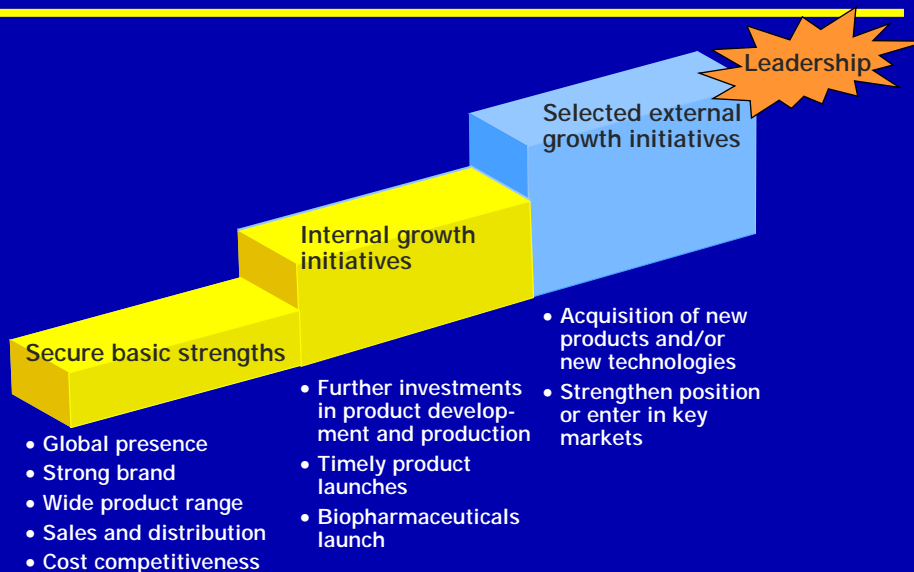 Leadership
Selected external
growth initiatives
Internal growth
initiatives
Secure basic strengths
• Acquisition of new
products and/or
new technologies
• Strengthen position
or enter in key
markets
• Further investments
in product develop-
ment and production
• Timely product
launches
• Biopharmaceuticals
launch
• Global presence
• Strong brand
• Wide product range
• Sales and distribution
• Cost competitiveness